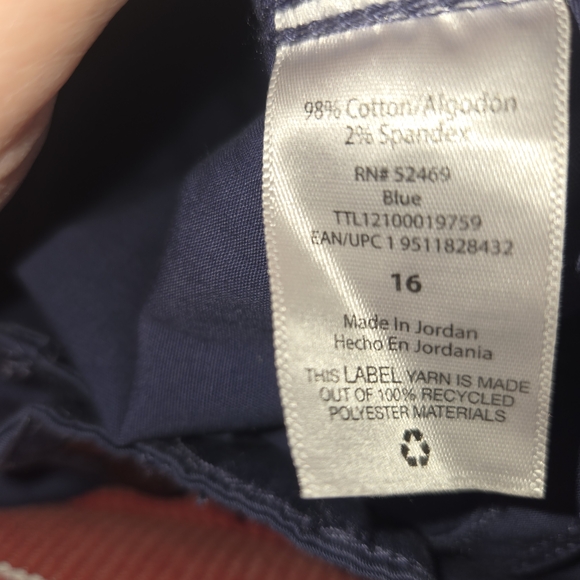 98% Cotton/Algodón
2% Spandex
RN# 52469
Blue
TTL12100019759
EAN/UPC 1 9511828432
16
Made In Jordan
Hecho En Jordania
THIS LABEL YARN IS MADE
OUT OF 100% RECYCLED
POLYESTER MATERIALS